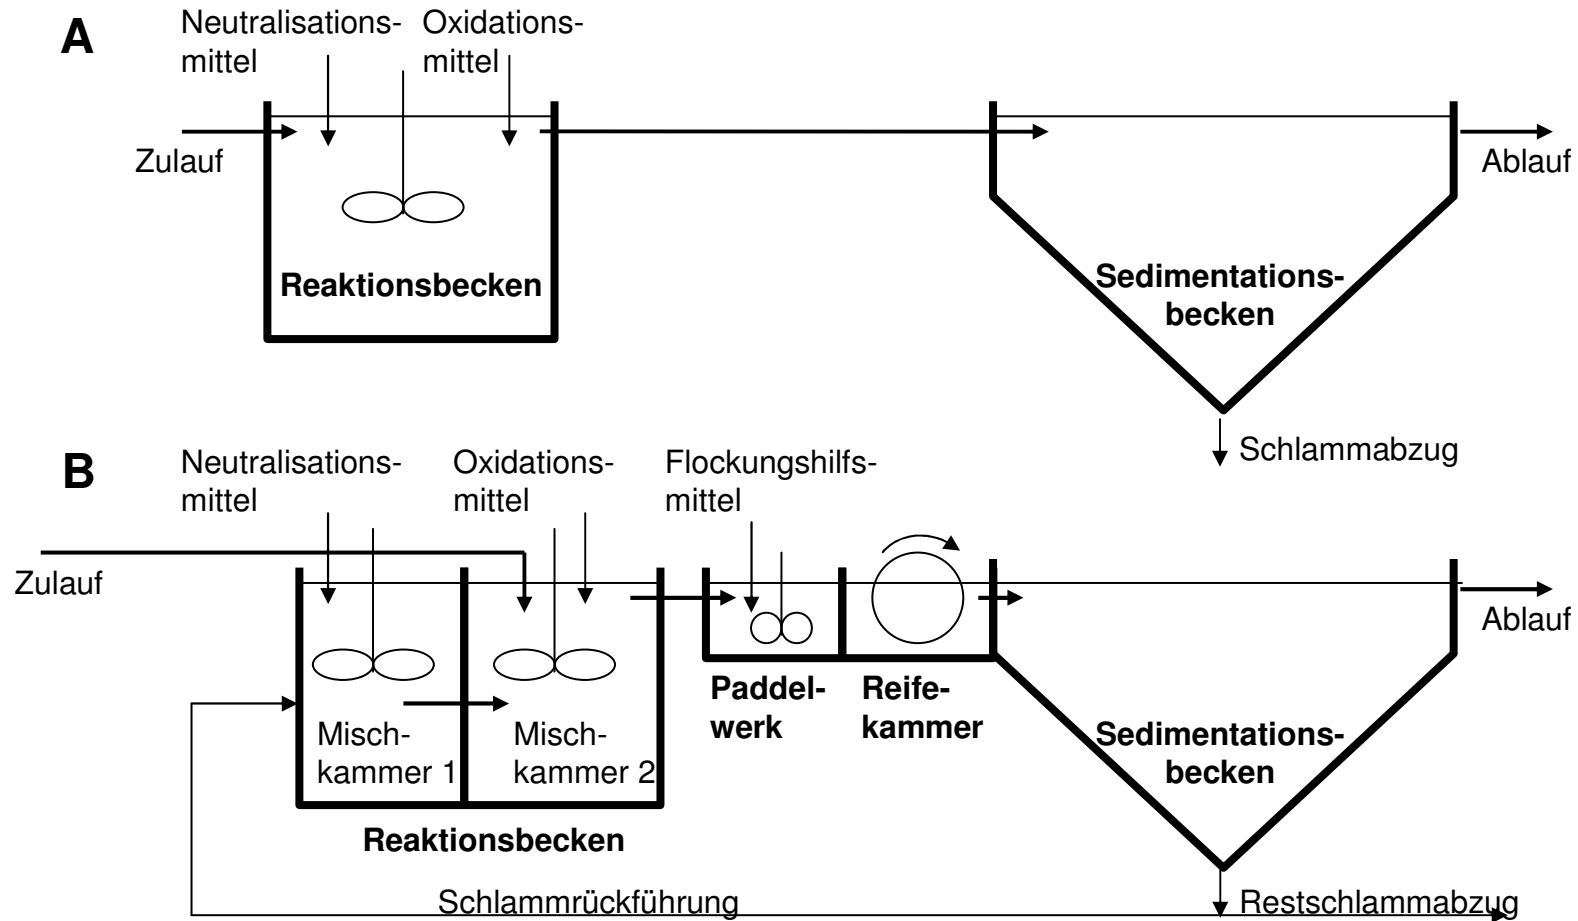 A
Neutralisations-
mittel
Oxidations-
mittel
Zulauf
Ablauf
Reaktionsbecken
Sedimentations-
becken
Schlammabzug
B
Neutralisations-
mittel
Oxidations-
mittel
Flockungshilfs-
mittel
Zulauf
Ablauf
Paddel-
werk
Reife-
kammer
Misch-
kammer 1
Misch-
kammer 2
Sedimentations-
becken
Reaktionsbecken
Schlammrückführung
Restschlammabzug